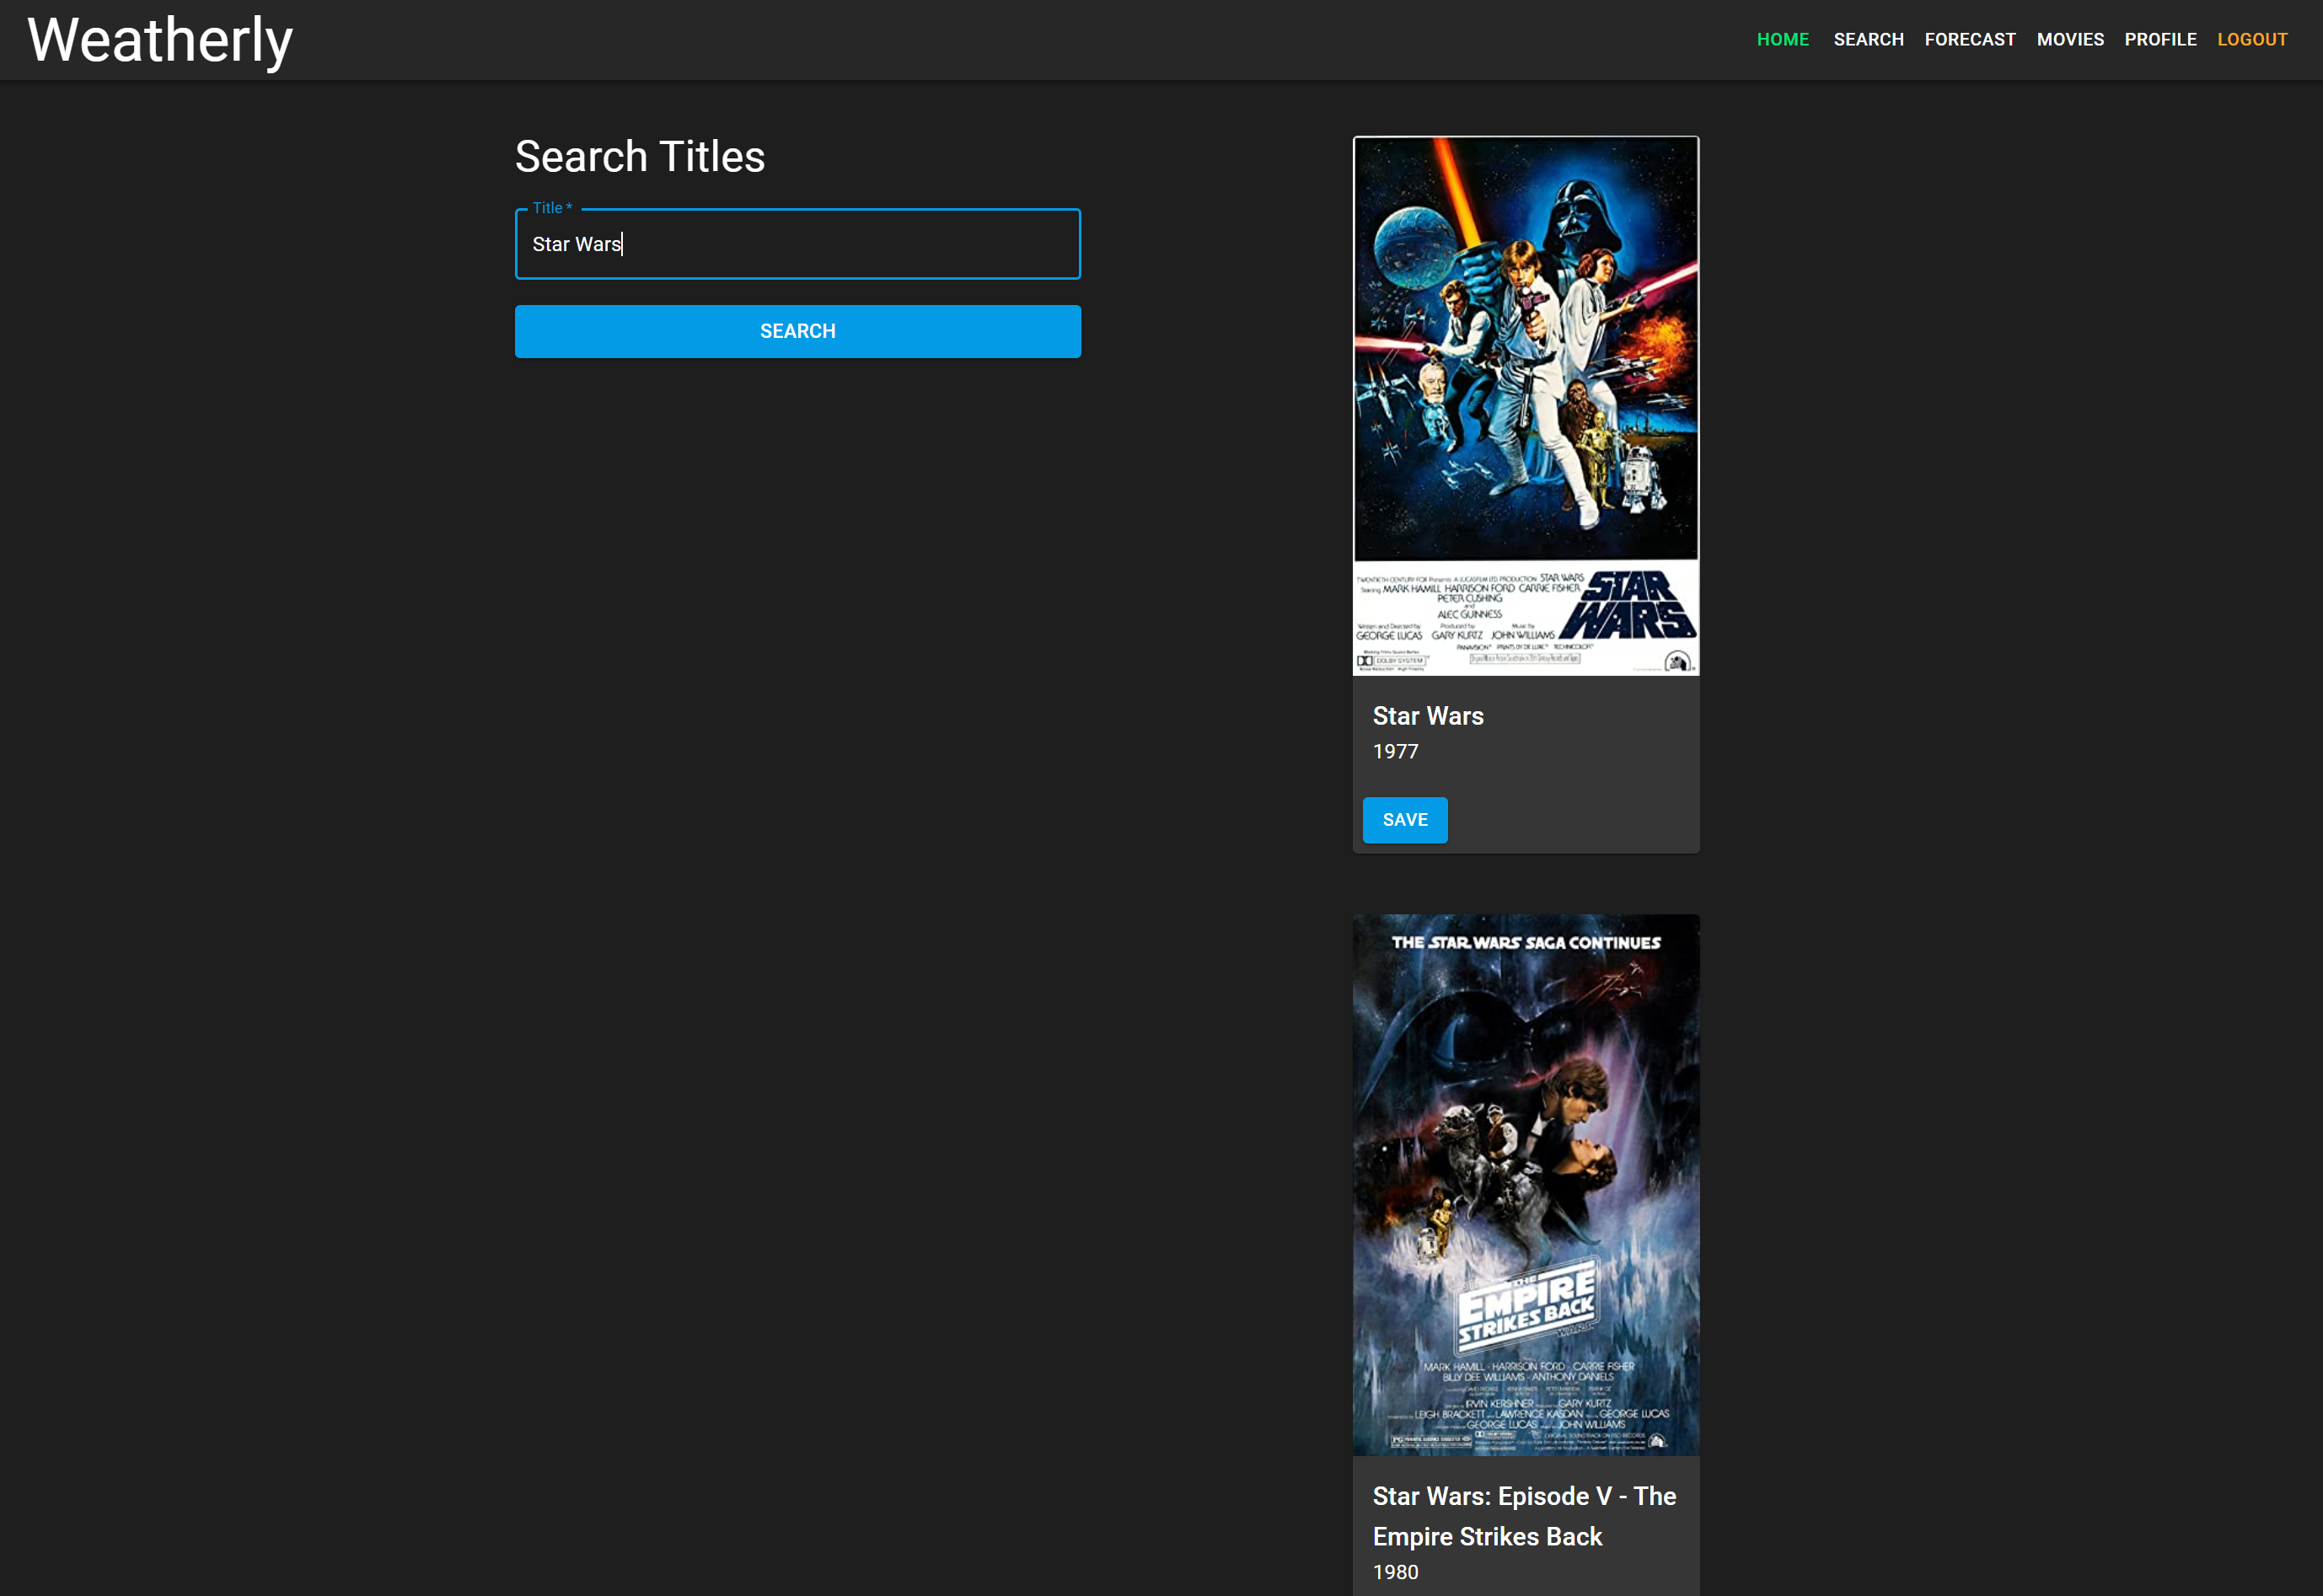 Weatherly
HOME SEARCH FORECAST MOVIES PROFILE LOGOUT
Search Titles
Title *
Star Wars
SEARCH
TWENTIETH CENTURY FOX Presents A LUCASFILM LTD PRODUCTION STAR WARS
Starring MARK HAMILL HARRISON FORD CARRIE FISHER
PETER CUSHING
and
ALEC GUINNESS
Written and Directed by Produced by Music by
GEORGE LUCAS GARY KURTZ JOHN WILLIAMS
PANAVISION® PRINTS BY DE LUXE® TECHNICOLOR®
DOLBY SYSTEM
STAR
WARS
Star Wars
1977
SAVE
THE STAR WARS SAGA CONTINUES
THE
EMPIRE
STRIKES BACK
MARK HAMILL · HARRISON FORD · CARRIE FISHER
BILLY DEE WILLIAMS · ANTHONY DANIELS
IRVIN KERSHNER GARY KURTZ
LEIGH BRACKETT LAWRENCE KASDAN GEORGE LUCAS
GEORGE LUCAS JOHN WILLIAMS
PG
Star Wars: Episode V - The
Empire Strikes Back
1980